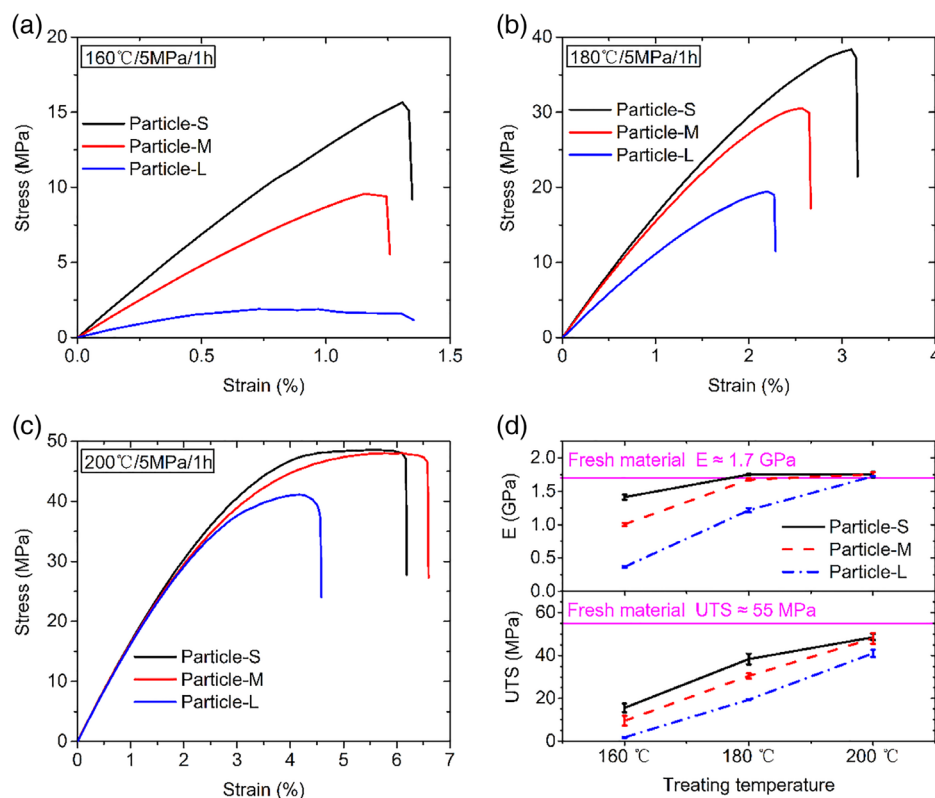 (a)
160℃/5MPa/1h
Particle-S
Particle-M
Particle-L
Stress (MPa)
20
15
10
5
0
0.0 0.5 1.0 1.5
Strain (%)
(b)
180℃/5MPa/1h
Particle-S
Particle-M
Particle-L
Stress (MPa)
40
30
20
10
0
0 1 2 3 4
Strain (%)
(c)
200℃/5MPa/1h
Particle-S
Particle-M
Particle-L
Stress (MPa)
50
40
30
20
10
0
0 1 2 3 4 5 6 7
Strain (%)
(d)
Fresh material E ≈ 1.7 GPa
Particle-S
Particle-M
Particle-L
E (GPa)
2.0
1.5
1.0
0.5
0.0
Fresh material UTS ≈ 55 MPa
UTS (MPa)
60
40
20
0
160 ℃ 180 ℃ 200 ℃
Treating temperature